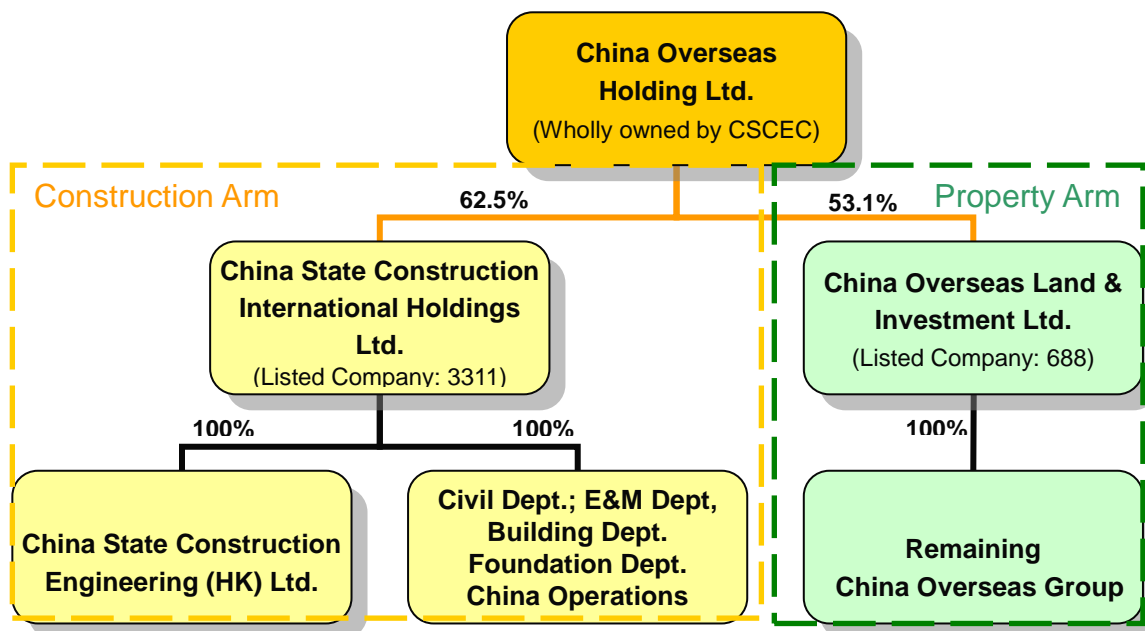 China Overseas
Holding Ltd.
(Wholly owned by CSCEC)
Construction Arm
Property Arm
62.5%
53.1%
China State Construction
International Holdings
Ltd.
(Listed Company: 3311)
China Overseas Land &
Investment Ltd.
(Listed Company: 688)
100%
100%
100%
China State Construction
Engineering (HK) Ltd.
Civil Dept.; E&M Dept,
Building Dept.
Foundation Dept.
China Operations
Remaining
China Overseas Group